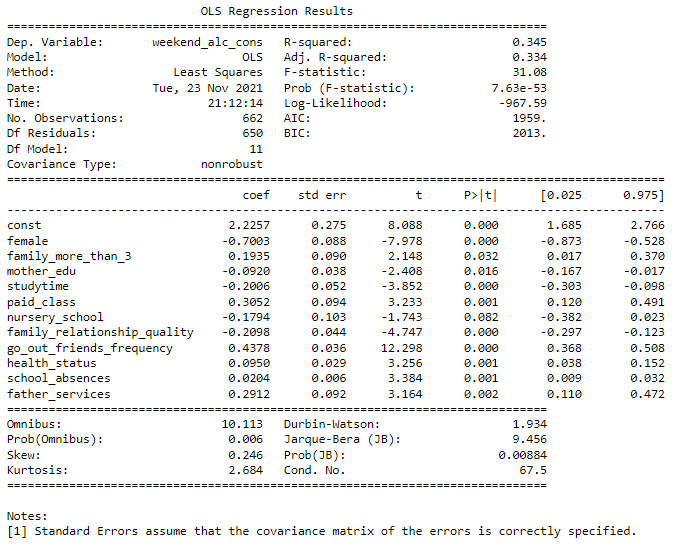 OLS Regression Results
==============================================================================
Dep. Variable:       weekend_alc_cons   R-squared:                       0.345
Model:                            OLS   Adj. R-squared:                  0.334
Method:                 Least Squares   F-statistic:                     31.08
Date:                Tue, 23 Nov 2021   Prob (F-statistic):           7.63e-53
Time:                        21:12:14   Log-Likelihood:                -967.59
No. Observations:                 662   AIC:                             1959.
Df Residuals:                     650   BIC:                             2013.
Df Model:                          11
Covariance Type:            nonrobust
===============================================================================================
                                  coef    std err          t      P>|t|      [0.025      0.975]
-----------------------------------------------------------------------------------------------
const                           2.2257      0.275      8.088      0.000       1.685       2.766
female                         -0.7003      0.088     -7.978      0.000      -0.873      -0.528
family_more_than_3              0.1935      0.090      2.148      0.032       0.017       0.370
mother_edu                     -0.0920      0.038     -2.408      0.016      -0.167      -0.017
studytime                      -0.2006      0.052     -3.852      0.000      -0.303      -0.098
paid_class                      0.3052      0.094      3.233      0.001       0.120       0.491
nursery_school                 -0.1794      0.103     -1.743      0.082      -0.382       0.023
family_relationship_quality    -0.2098      0.044     -4.747      0.000      -0.297      -0.123
go_out_friends_frequency        0.4378      0.036     12.298      0.000       0.368       0.508
health_status                   0.0950      0.029      3.256      0.001       0.038       0.152
school_absences                 0.0204      0.006      3.384      0.001       0.009       0.032
father_services                 0.2912      0.092      3.164      0.002       0.110       0.472
==============================================================================
Omnibus:                       10.113   Durbin-Watson:                   1.934
Prob(Omnibus):                  0.006   Jarque-Bera (JB):                9.456
Skew:                           0.246   Prob(JB):                      0.00884
Kurtosis:                       2.684   Cond. No.                         67.5
==============================================================================
Notes:
[1] Standard Errors assume that the covariance matrix of the errors is correctly specified.